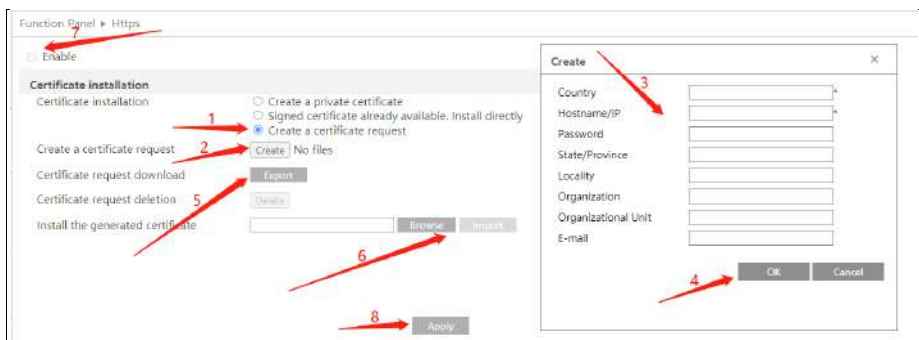 Function Panel ▸ Https
7
Enable
Certificate installation
Certificate installation
Create a private certificate
Signed certificate already available. Install directly
1
Create a certificate request
Create a certificate request
2
Create No files
Certificate request download
Export
5
Certificate request deletion
Delete
Install the generated certificate
Browse Import
6
8
Apply
Create ×
3
Country *
Hostname/IP *
Password
State/Province
Locality
Organization
Organizational Unit
E-mail
4
OK Cancel